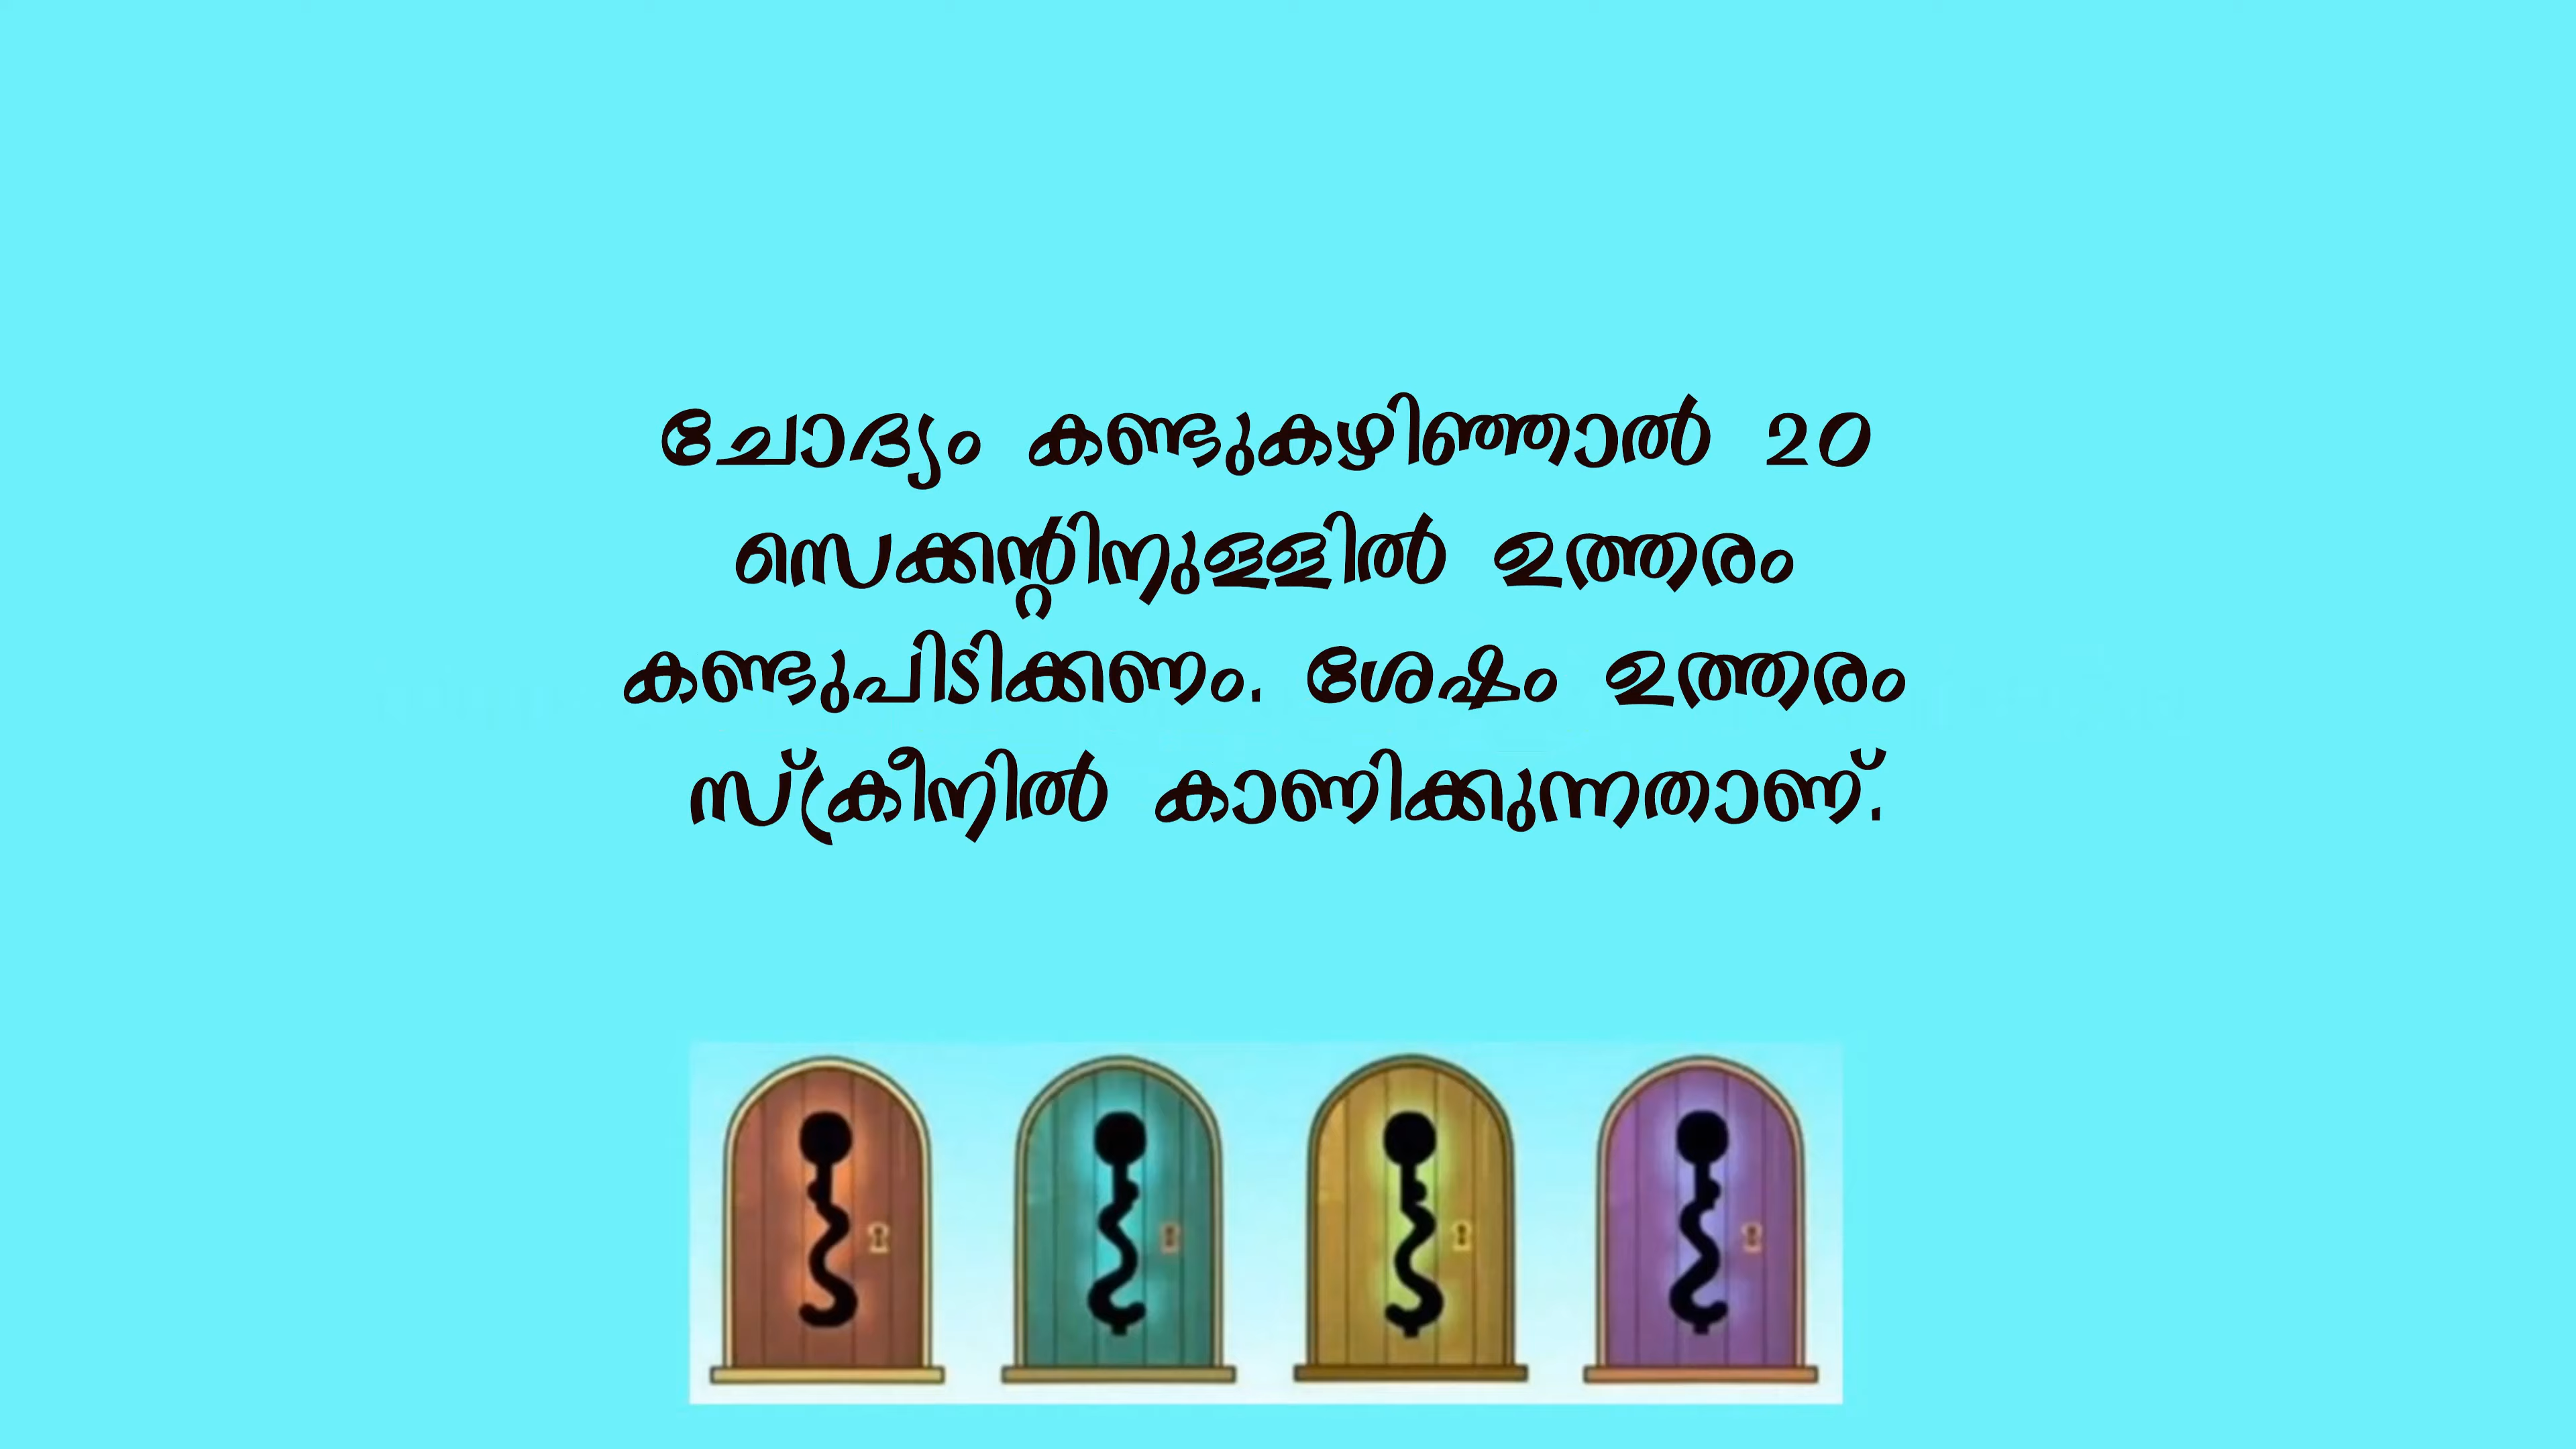 ചോദ്യം കണ്ടുകഴിഞ്ഞാൽ 20
സെക്കന്റിനുള്ളിൽ ഉത്തരം
കണ്ടുപിടിക്കണം. ശേഷം ഉത്തരം
സ്ക്രീനിൽ കാണിക്കുന്നതാണ്.